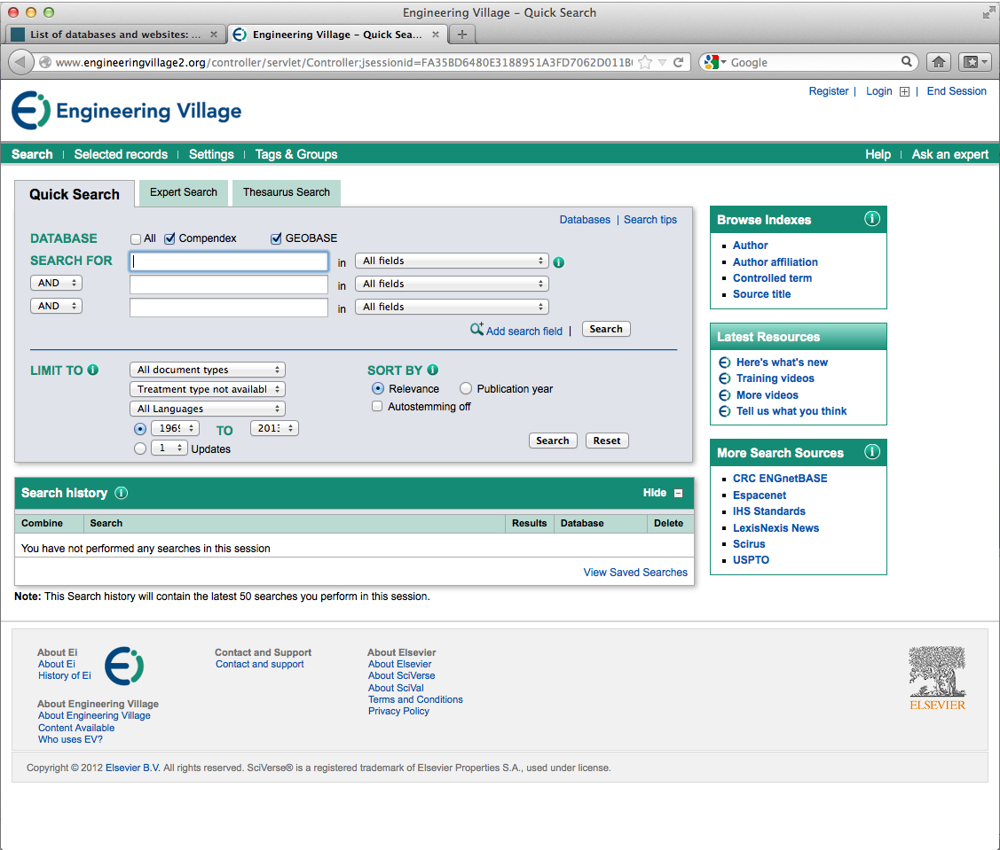 Engineering Village – Quick Search
List of databases and websites: ...
Engineering Village – Quick Sea...
www.engineeringvillage2.org/controller/servlet/Controller;jsessionid=FA35BD6480E3188951A3FD7062D011B
Google
Register | Login | End Session
Engineering Village
Search | Selected records | Settings | Tags & Groups
Help | Ask an expert
Quick Search
Expert Search
Thesaurus Search
Databases | Search tips
DATABASE All Compendex GEOBASE
SEARCH FOR in All fields
AND in All fields
AND in All fields
Add search field | Search
LIMIT TO All document types
Treatment type not availabl
All Languages
1969 TO 2013
1 Updates
SORT BY
Relevance Publication year
Autostemming off
Search Reset
Search history
Hide
Combine Search Results Database Delete
You have not performed any searches in this session
View Saved Searches
Note: This Search history will contain the latest 50 searches you perform in this session.
Browse Indexes
Author
Author affiliation
Controlled term
Source title
Latest Resources
Here's what's new
Training videos
More videos
Tell us what you think
More Search Sources
CRC ENGnetBASE
Espacenet
IHS Standards
LexisNexis News
Scirus
USPTO
About Ei
About Ei
History of Ei
About Engineering Village
About Engineering Village
Content Available
Who uses EV?
Contact and Support
Contact and support
About Elsevier
About Elsevier
About SciVerse
About SciVal
Terms and Conditions
Privacy Policy
ELSEVIER
Copyright © 2012 Elsevier B.V. All rights reserved. SciVerse® is a registered trademark of Elsevier Properties S.A., used under license.